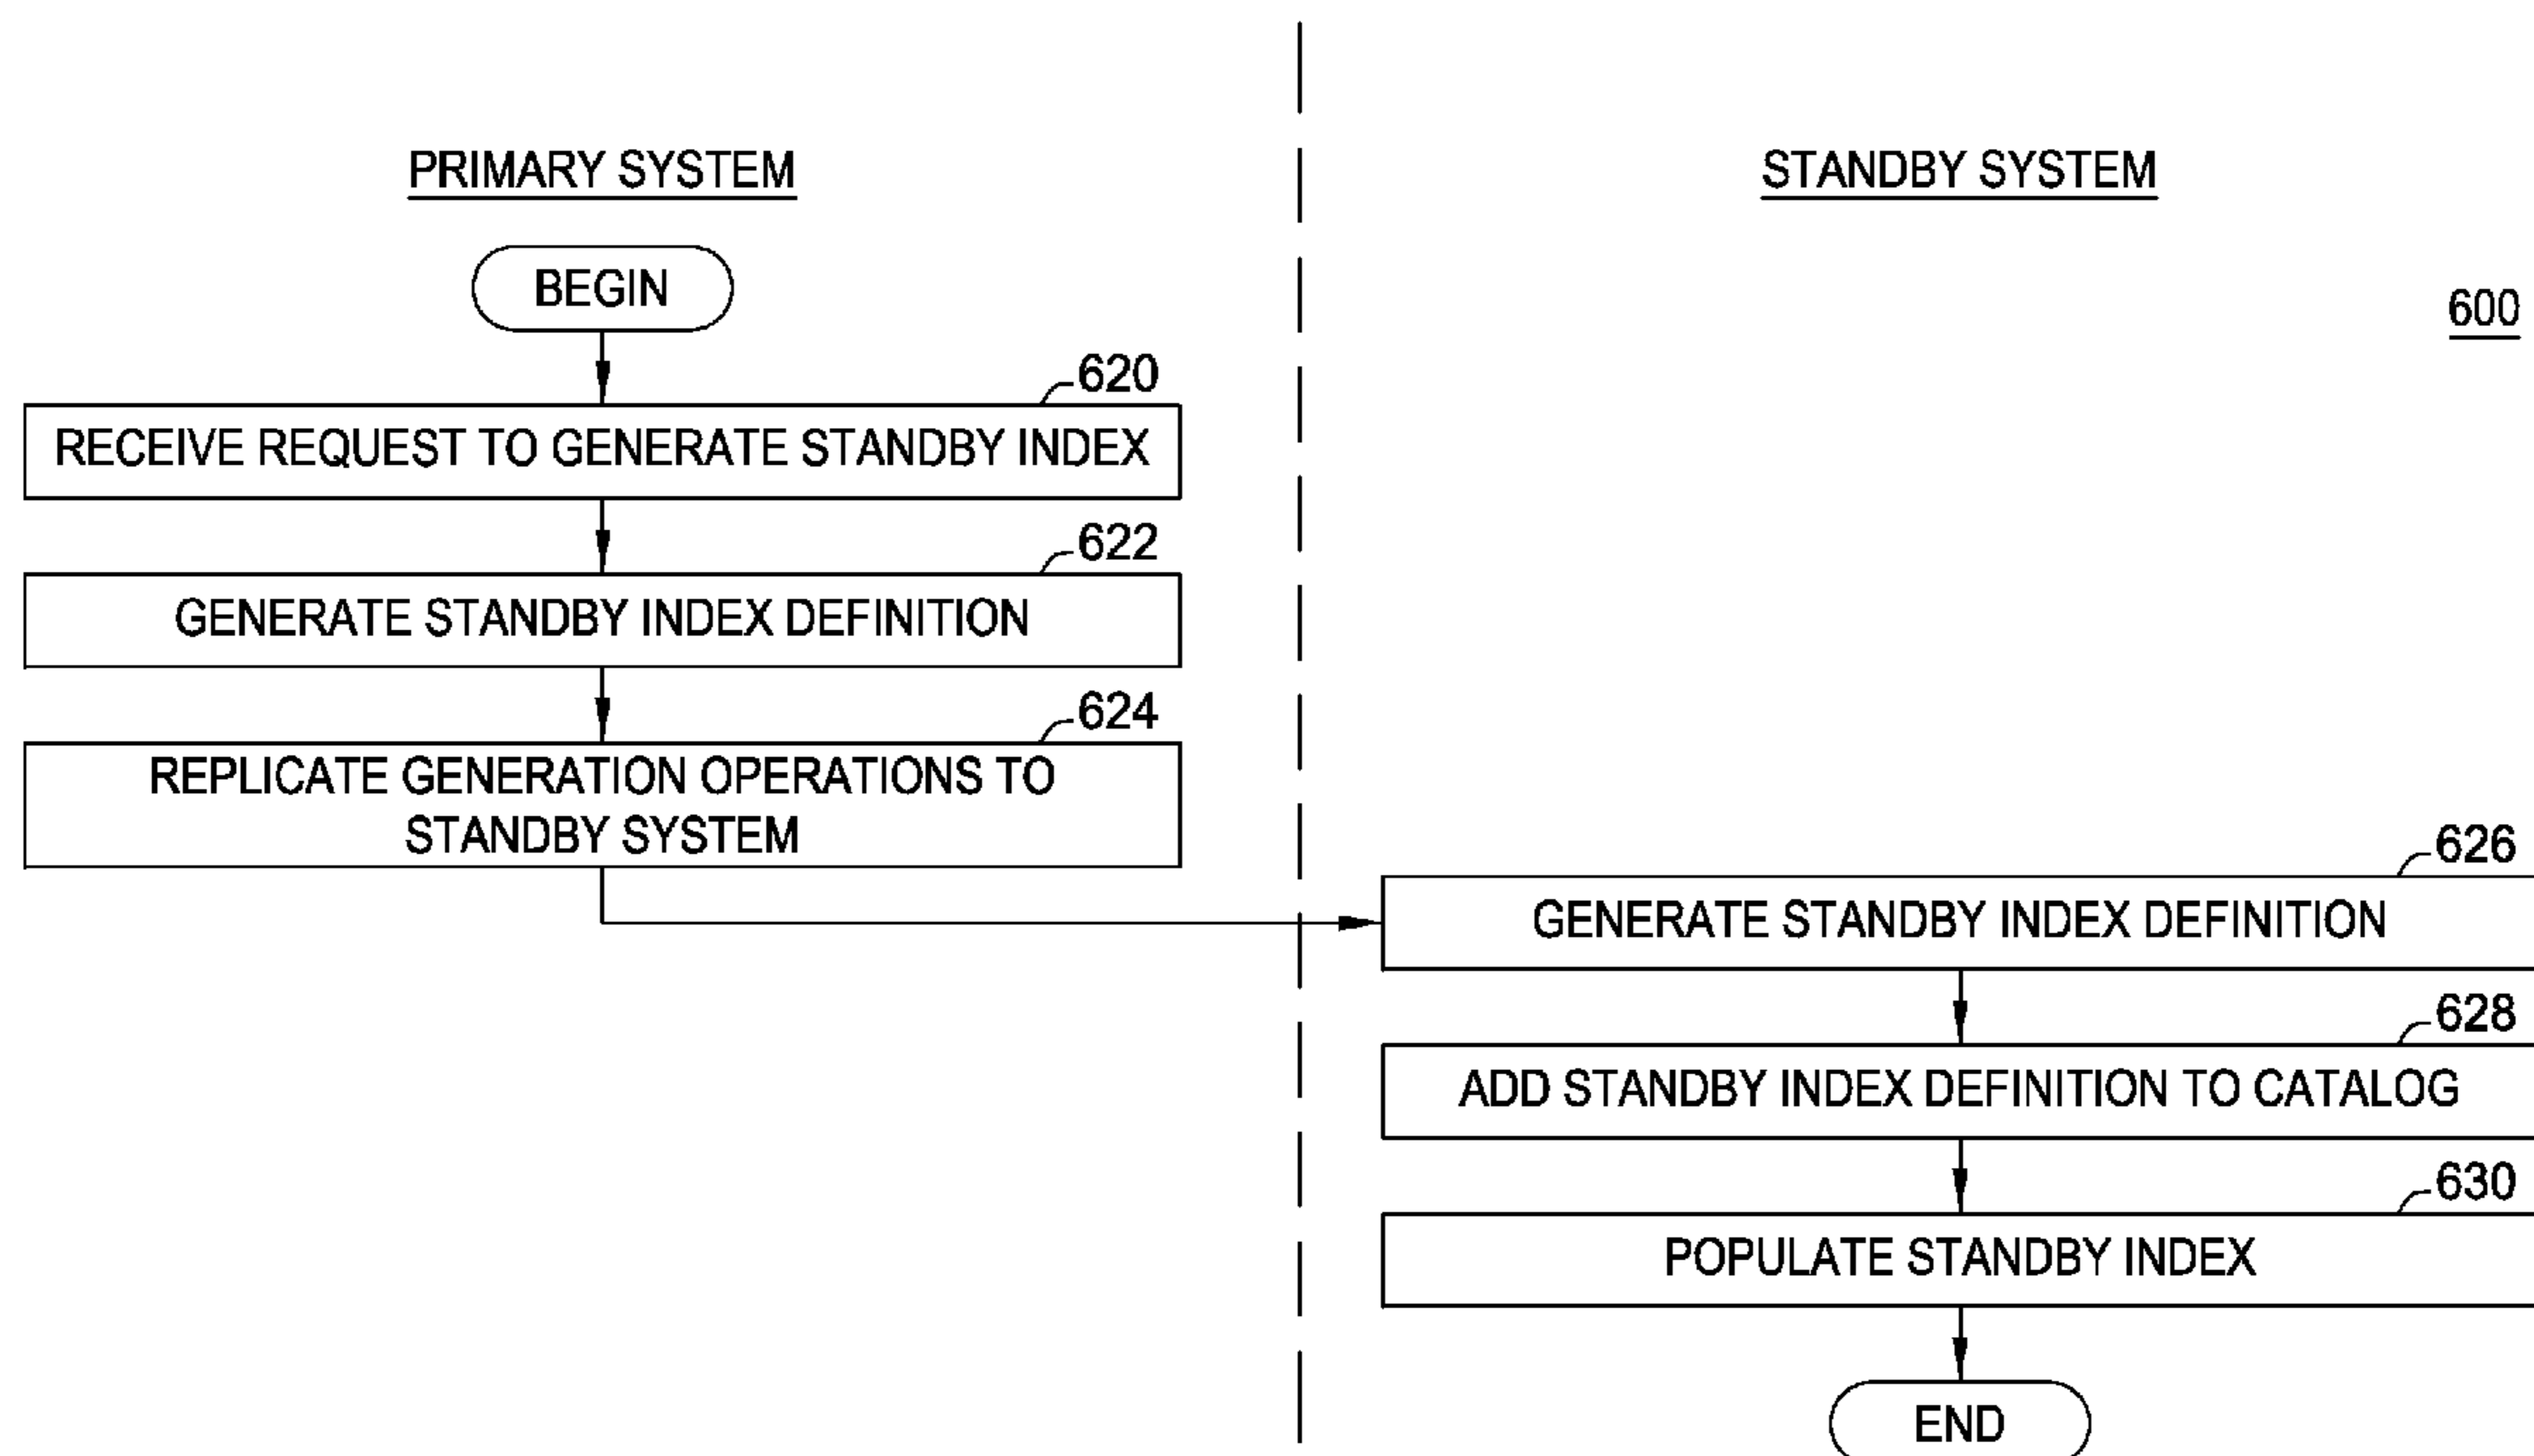 PRIMARY SYSTEM
BEGIN
620
RECEIVE REQUEST TO GENERATE STANDBY INDEX
622
GENERATE STANDBY INDEX DEFINITION
624
REPLICATE GENERATION OPERATIONS TO
STANDBY SYSTEM
STANDBY SYSTEM
600
626
GENERATE STANDBY INDEX DEFINITION
628
ADD STANDBY INDEX DEFINITION TO CATALOG
630
POPULATE STANDBY INDEX
END